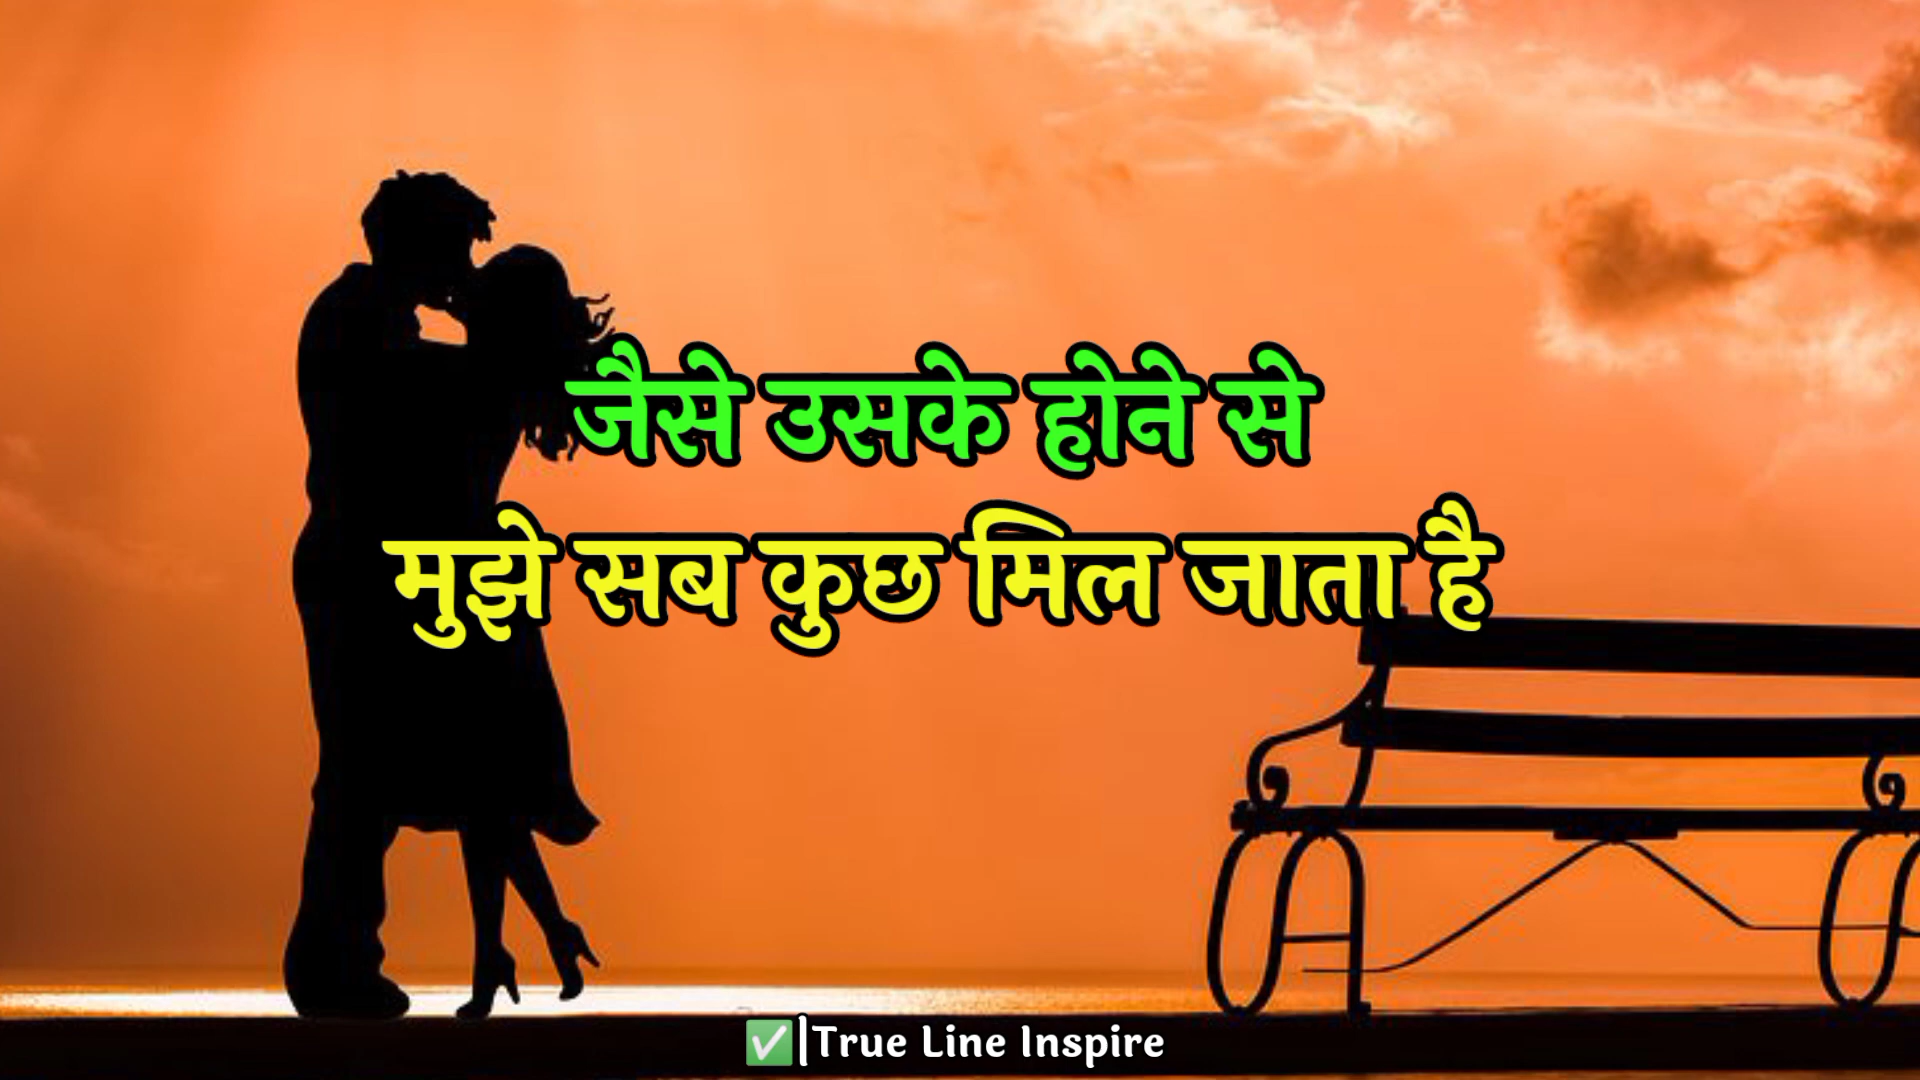 जैसे उसके होने से
मुझे सब कुछ मिल जाता है
✅|True Line Inspire